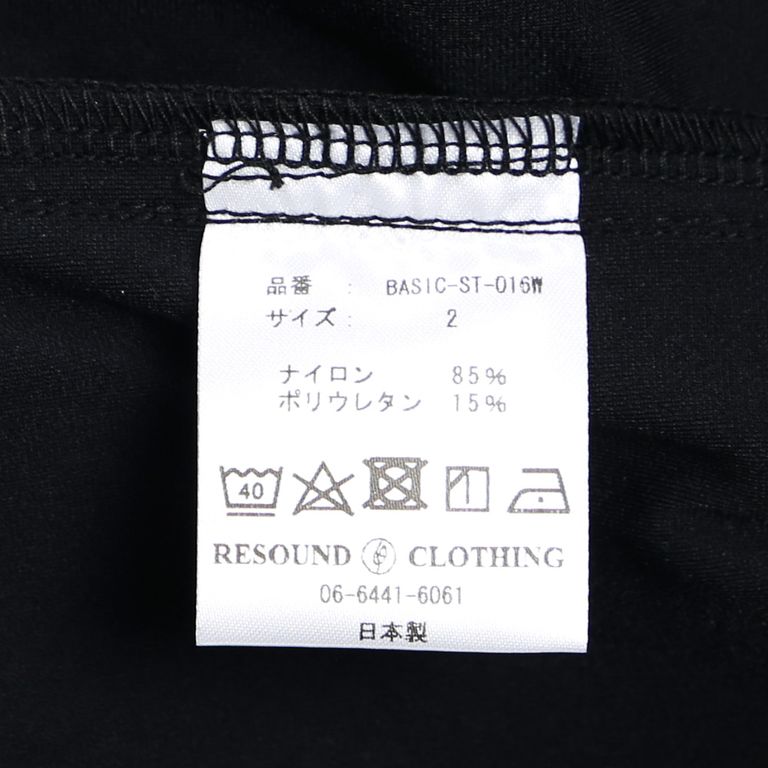 品番 : BASIC-ST-016W
サイズ : 2
ナイロン 85%
ポリウレタン 15%
40
RESOUND CLOTHING
06-6441-6061
日本製